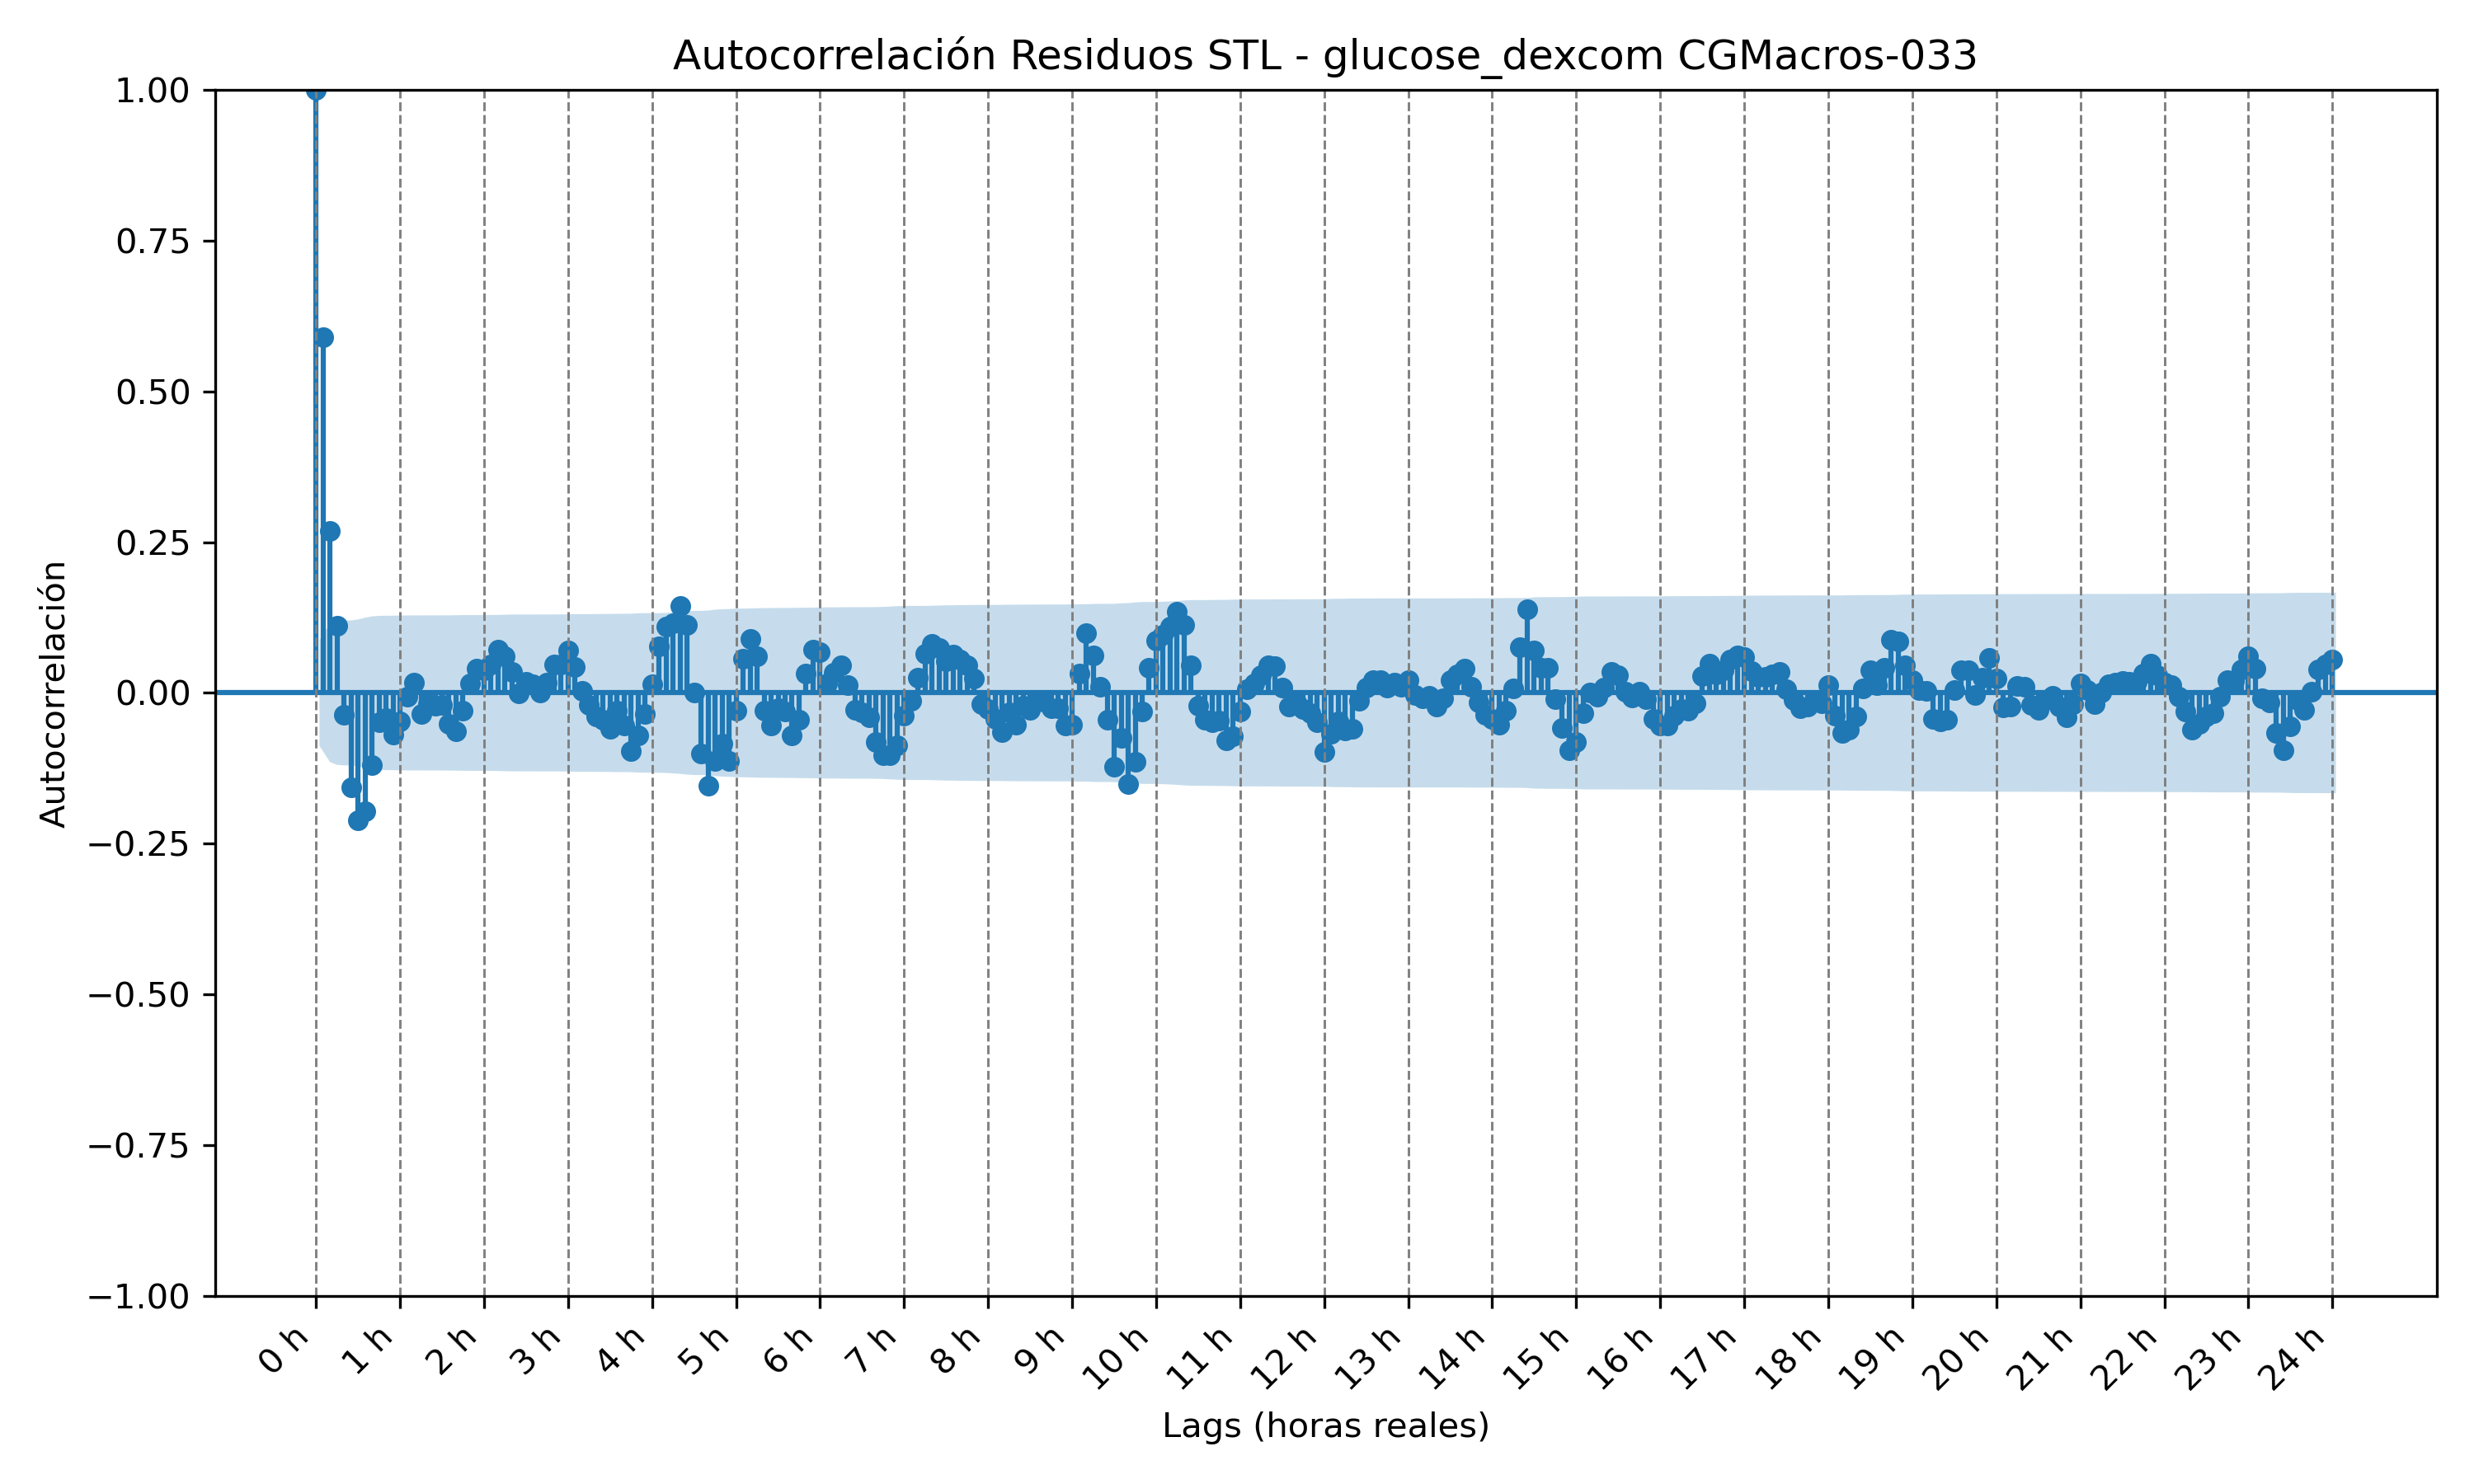 Autocorrelación Residuos STL - glucose_dexcom CGMacros-033
1.00
0.75
0.50
0.25
0.00
−0.25
−0.50
−0.75
−1.00
Autocorrelación
0 h
1 h
2 h
3 h
4 h
5 h
6 h
7 h
8 h
9 h
10 h
11 h
12 h
13 h
14 h
15 h
16 h
17 h
18 h
19 h
20 h
21 h
22 h
23 h
24 h
Lags (horas reales)